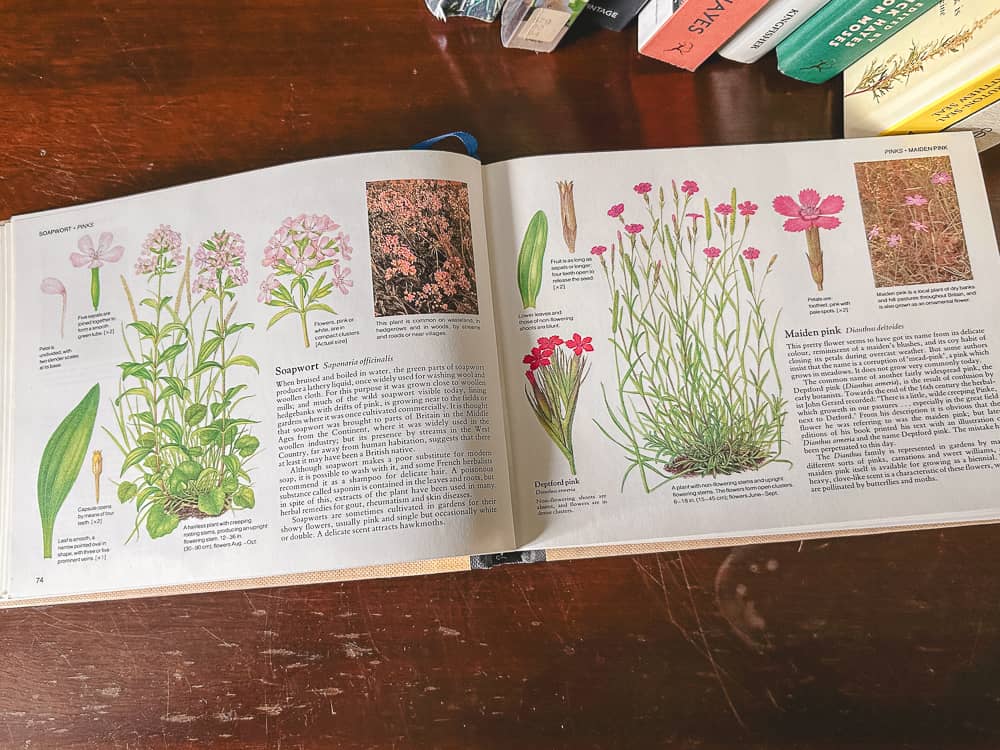 VINTAGE
HAYES
KINGFISHER
EDITED BY
NICK HAYES
JON MOSES
SOAPWORT • PINKS
Petal is
undivided, with
two slender scales
at its base.
Five sepals are
joined together to
form a smooth,
green tube. [×2]
Flowers, pink or
white, are in
compact clusters.
[Actual size]
This plant is common on wasteland, in
hedgerows and in woods, by streams
and roads or near villages.
Leaf is smooth, a
narrow pointed oval in
shape, with three or five
prominent veins. [×1]
Capsule opens
by means of four
teeth. [×2]
A hairless plant with creeping,
rooting stems, producing an upright
flowering stem. 12–36 in.
(30–90 cm); flowers Aug.–Oct.
Soapwort Saponaria officinalis
When bruised and boiled in water, the green parts of soapwort
produce a lathery liquid, once widely used for washing wool and
woollen cloth. For this purpose it was grown close to woollen
mills; and much of the wild soapwort visible today, lining
hedgebanks with drifts of pink, is growing near to the fields or
gardens where it was once cultivated commercially. It is thought
that soapwort was brought to parts of Britain in the Middle
Ages from the Continent, where it was widely used in the
woollen industry; but its presence by streams in the West
Country, far away from human habitation, suggests that there
at least it may have been a British native.
Although soapwort makes a poor substitute for modern
soap, it is possible to wash with it, and some French herbalists
recommend it as a shampoo for delicate hair. A poisonous
substance called saponin is contained in the leaves and roots, but
in spite of this, extracts of the plant have been used in many
herbal remedies for gout, rheumatism and skin diseases.
Soapworts are sometimes cultivated in gardens for their
showy flowers, usually pink and single but occasionally white
or double. A delicate scent attracts hawkmoths.
74
PINKS • MAIDEN PINK
Fruit is as long as
sepals or longer;
four teeth open to
release the seed.
[×2]
Lower leaves and
those of non-flowering
shoots are blunt.
Petals are
toothed, pink with
pale spots. [×2]
Maiden pink is a local plant of dry banks
and hill pastures throughout Britain, and
is also grown as an ornamental flower.
Deptford pink
Dianthus armeria
Non-flowering shoots are
absent, and flowers are in
dense clusters.
A plant with non-flowering stems and upright
flowering stems. The flowers form open clusters.
6–18 in. (15–45 cm); flowers June–Sept.
Maiden pink Dianthus deltoides
This pretty flower seems to have got its name from its delicate
colour, reminiscent of a maiden's blushes, and its coy habit of
closing its petals during overcast weather. But some authors
insist that the name is a corruption of "mead-pink", a pink which
grows in meadows. It does not grow very commonly today.
The common name of another fairly widespread pink, the
Deptford pink (Dianthus armeria), is the result of confusion by
early botanists. Towards the end of the 16th century the herbal-
ist John Gerard recorded: "There is a little, wilde creeping Pinke,
which groweth in our pastures . . . especially in the great field
next to Detford." From his description it is obvious that the
flower he was referring to was the maiden pink, but later
editions of his book printed his text with an illustration of
Dianthus armeria and the name Deptford pink. The mistake has
been perpetuated to this day.
The Dianthus family is represented in gardens by many
different sorts of pinks, carnations and sweet williams, and
maiden pink itself is available for growing as a biennial. A
heavy, clove-like scent is characteristic of these flowers, which
are pollinated by butterflies and moths.